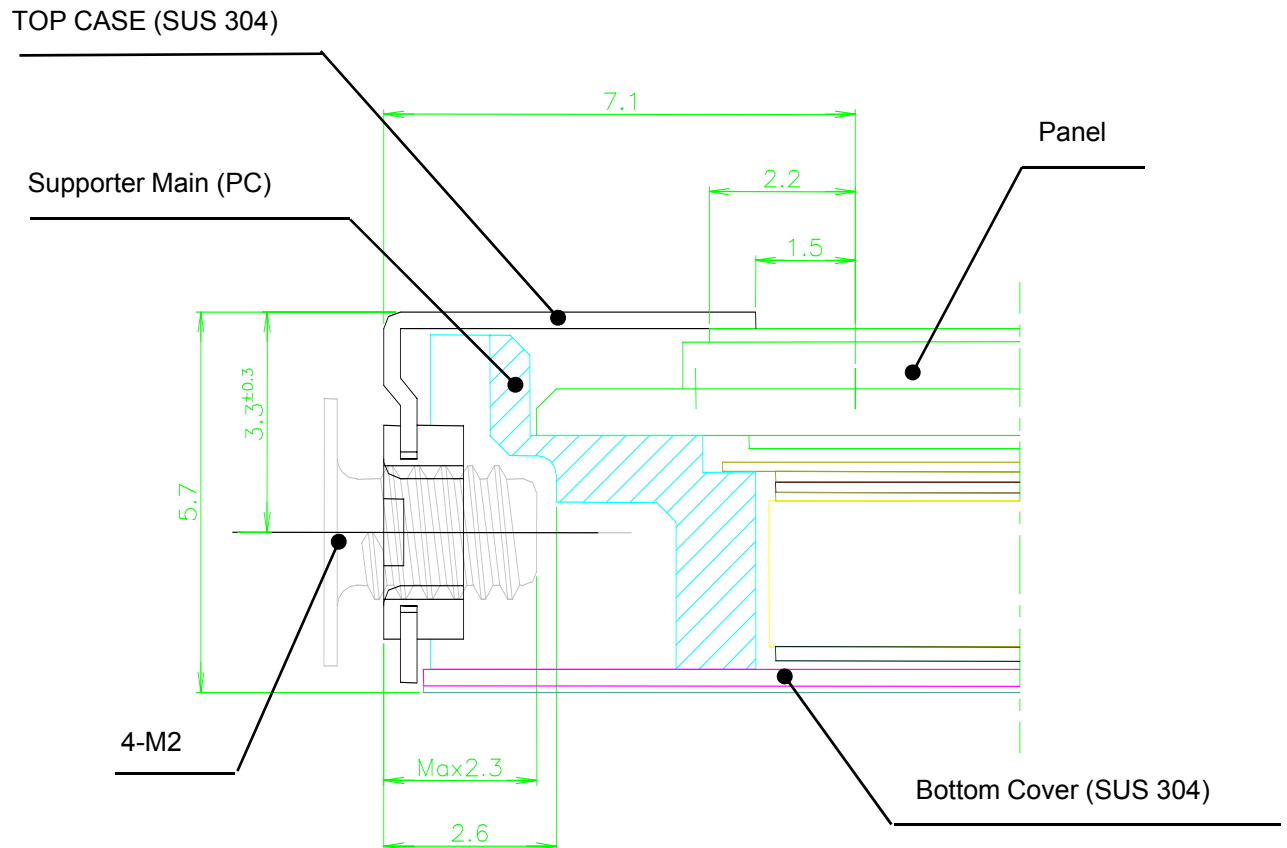 TOP CASE (SUS 304)
7.1
Panel
Supporter Main (PC)
2.2
1.5
3.3±0.3
5.7
4-M2
Max2.3
Bottom Cover (SUS 304)
2.6